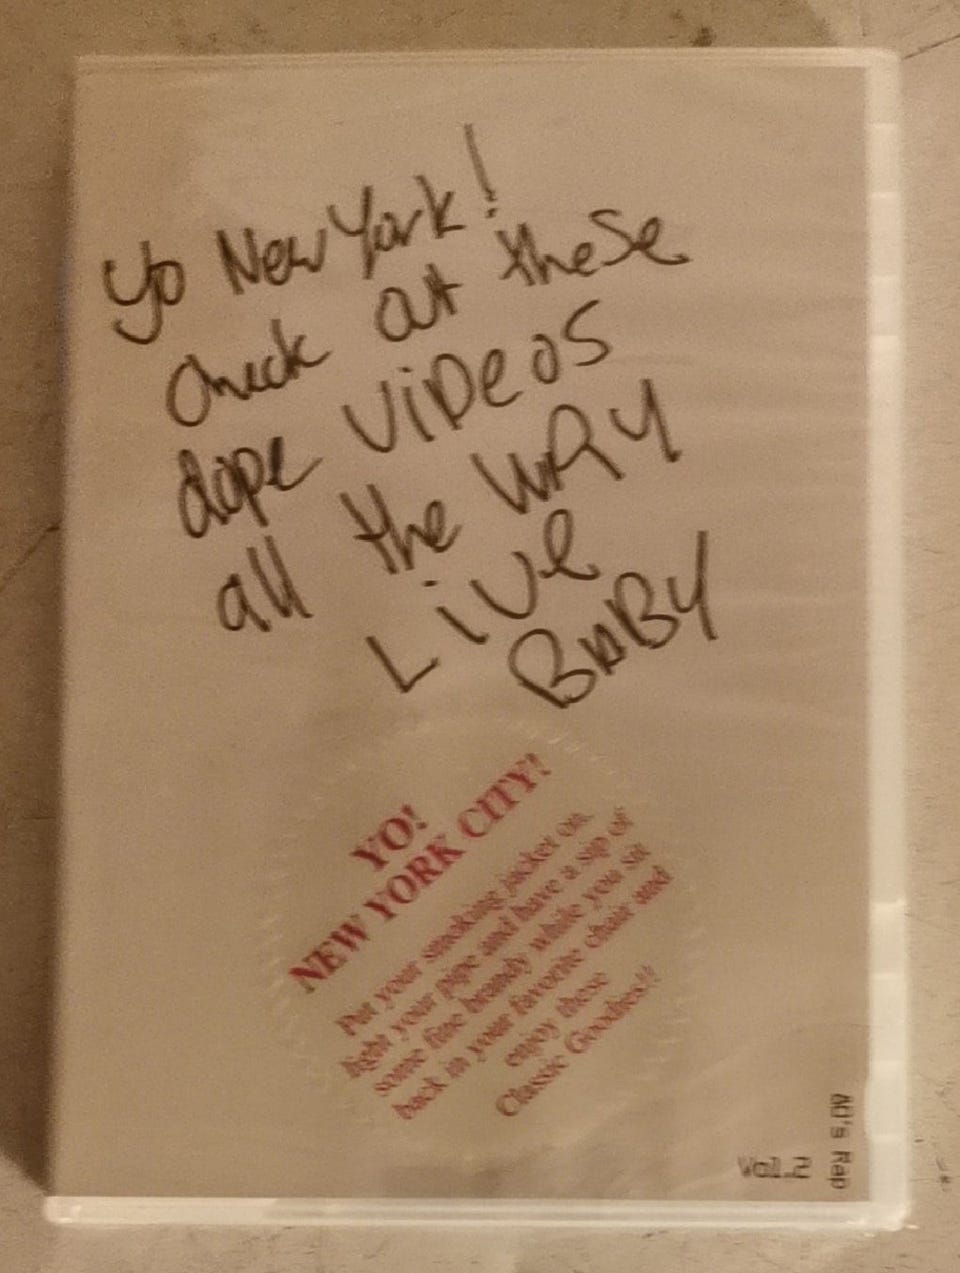 Yo New York!
Check out these
dope ViDeos
all the WAY
LiVe
BABY
YO!
NEW YORK CITY!
Put your smoking jacket on,
light your pipe and have a sip of
some fine brandy while you sit
back in your favorite chair and
enjoy these
Classic Goodies!!
Vol.2
80's Rap